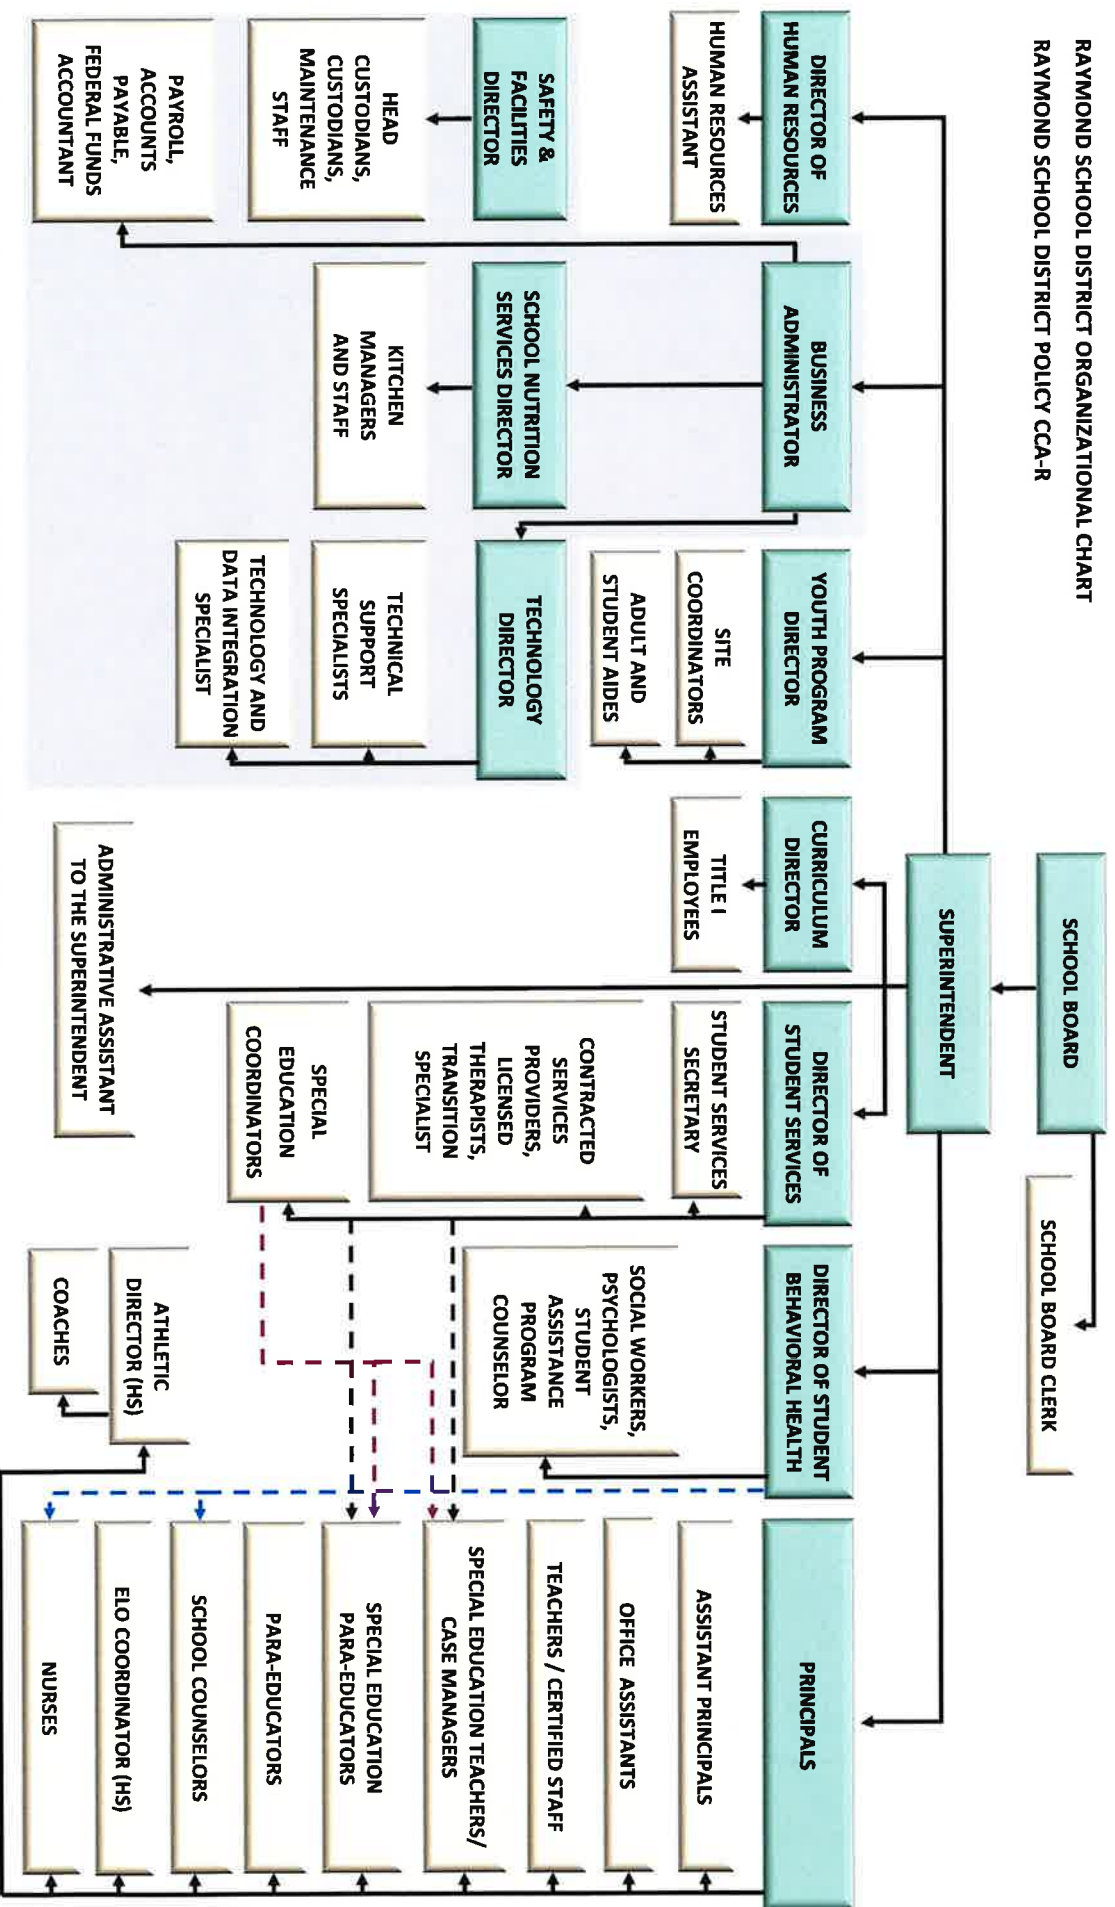 RAYMOND SCHOOL DISTRICT ORGANIZATIONAL CHART
RAYMOND SCHOOL DISTRICT POLICY CCA-R
SCHOOL BOARD
SCHOOL BOARD CLERK
SUPERINTENDENT
DIRECTOR OF
HUMAN RESOURCES
BUSINESS
ADMINISTRATOR
YOUTH PROGRAM
DIRECTOR
CURRICULUM
DIRECTOR
DIRECTOR OF
STUDENT SERVICES
DIRECTOR OF STUDENT
BEHAVIORAL HEALTH
PRINCIPALS
HUMAN RESOURCES
ASSISTANT
SITE
COORDINATORS
ADULT AND
STUDENT AIDES
TITLE I
EMPLOYEES
STUDENT SERVICES
SECRETARY
CONTRACTED
SERVICES
PROVIDERS,
LICENSED
THERAPISTS,
TRANSITION
SPECIALIST
SPECIAL
EDUCATION
COORDINATORS
SOCIAL WORKERS,
PSYCHOLOGISTS,
STUDENT
ASSISTANCE
PROGRAM
COUNSELOR
ASSISTANT PRINCIPALS
OFFICE ASSISTANTS
TEACHERS / CERTIFIED STAFF
SPECIAL EDUCATION TEACHERS/
CASE MANAGERS
SPECIAL EDUCATION
PARA-EDUCATORS
PARA-EDUCATORS
SCHOOL COUNSELORS
ELO COORDINATOR (HS)
NURSES
SAFETY &
FACILITIES
DIRECTOR
SCHOOL NUTRITION
SERVICES DIRECTOR
TECHNOLOGY
DIRECTOR
HEAD
CUSTODIANS,
CUSTODIANS,
MAINTENANCE
STAFF
KITCHEN
MANAGERS
AND STAFF
TECHNICAL
SUPPORT
SPECIALISTS
TECHNOLOGY AND
DATA INTEGRATION
SPECIALIST
PAYROLL,
ACCOUNTS
PAYABLE,
FEDERAL FUNDS
ACCOUNTANT
ADMINISTRATIVE ASSISTANT
TO THE SUPERINTENDENT
ATHLETIC
DIRECTOR (HS)
COACHES